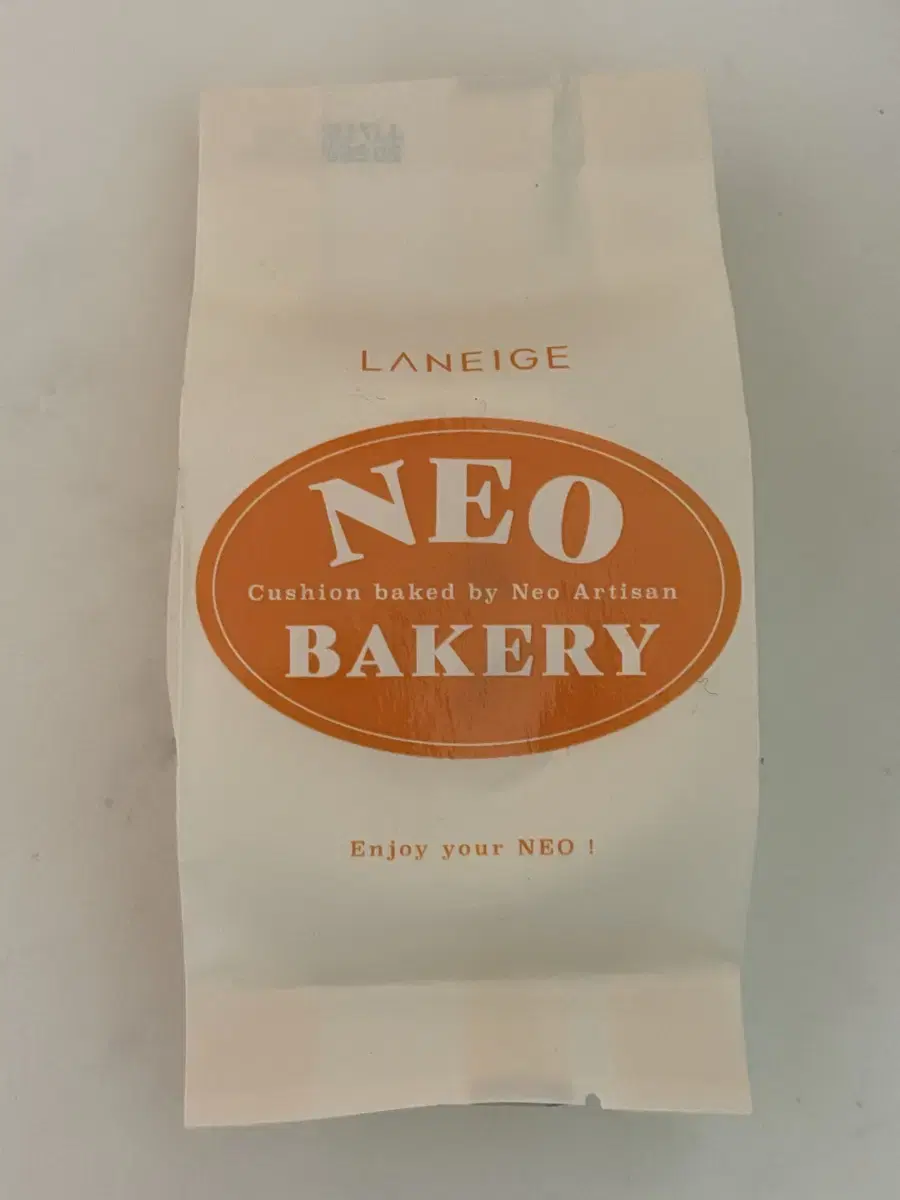 LANEIGE
NEO
Cushion baked by Neo Artisan
BAKERY
Enjoy your NEO !